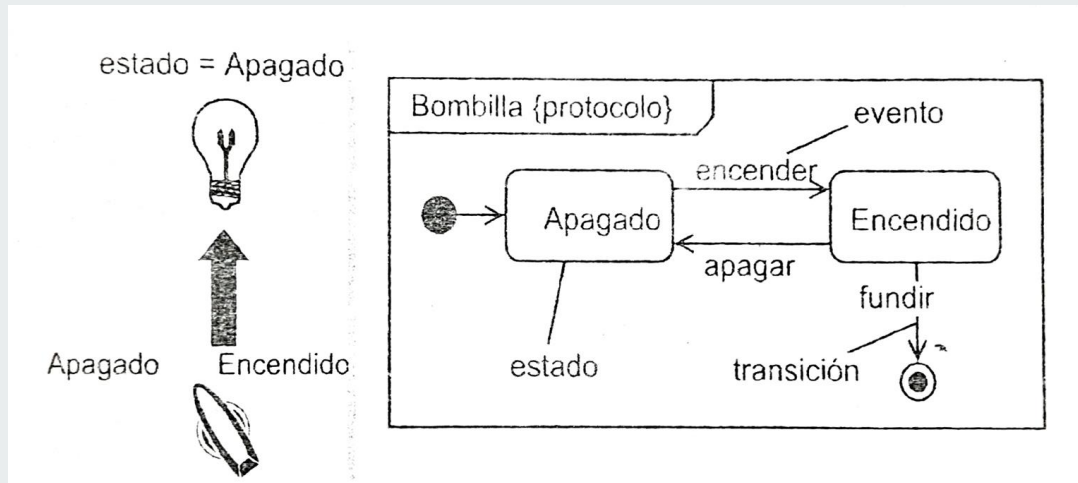 estado = Apagado
Apagado
Encendido
Bombilla {protocolo}
evento
encender
Apagado
Encendido
apagar
fundir
estado
transición